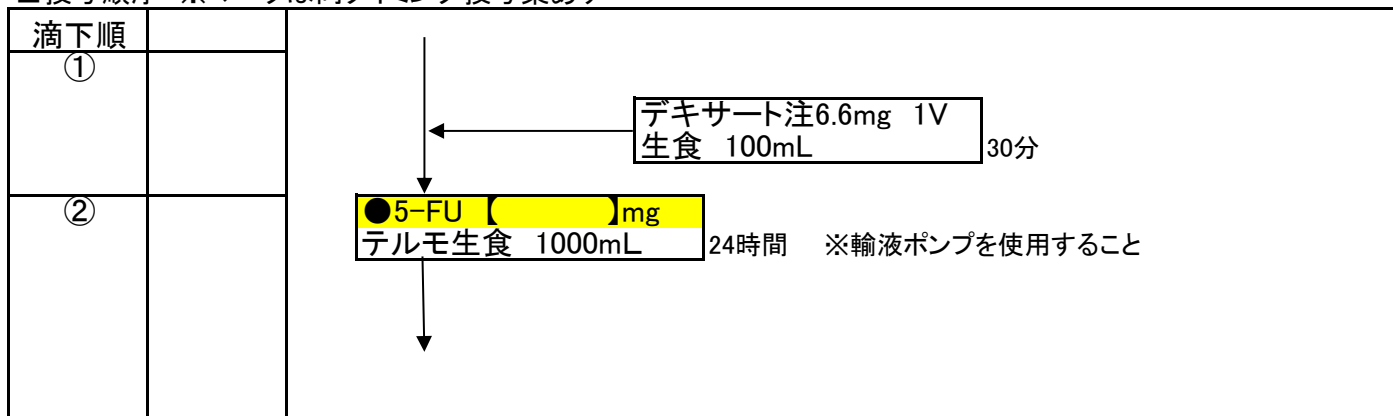 滴下順
①
デキサート注6.6mg 1V
生食 100mL 30分
②
●5-FU 【 】mg
テルモ生食 1000mL 24時間 ※輸液ポンプを使用すること